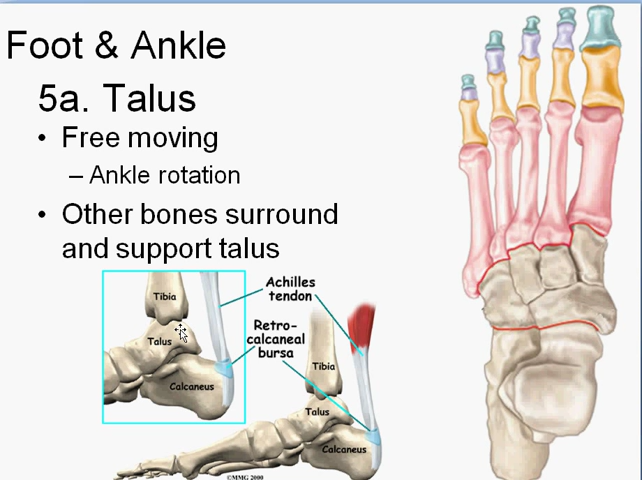 Foot & Ankle
5a. Talus
• Free moving
– Ankle rotation
• Other bones surround
and support talus
Tibia
Talus
Calcaneus
Achilles
tendon
Retro-
calcaneal
bursa
Tibia
Talus
Calcaneus
©MMG 2000